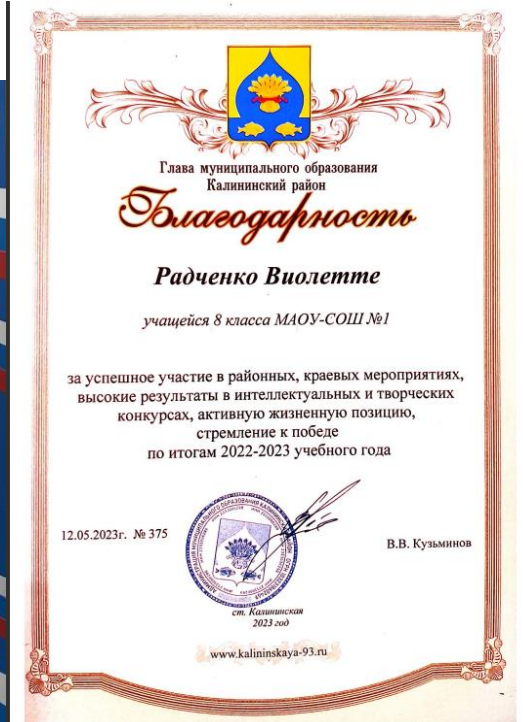 Глава муниципального образования
Калининский район
Благодарность
Радченко Виолетте
учащейся 8 класса МАОУ-СОШ №1
за успешное участие в районных, краевых мероприятиях,
высокие результаты в интеллектуальных и творческих
конкурсах, активную жизненную позицию,
стремление к победе
по итогам 2022-2023 учебного года
12.05.2023г. № 375
В.В. Кузьминов
ст. Калининская
2023 год
www.kalininskaya-93.ru